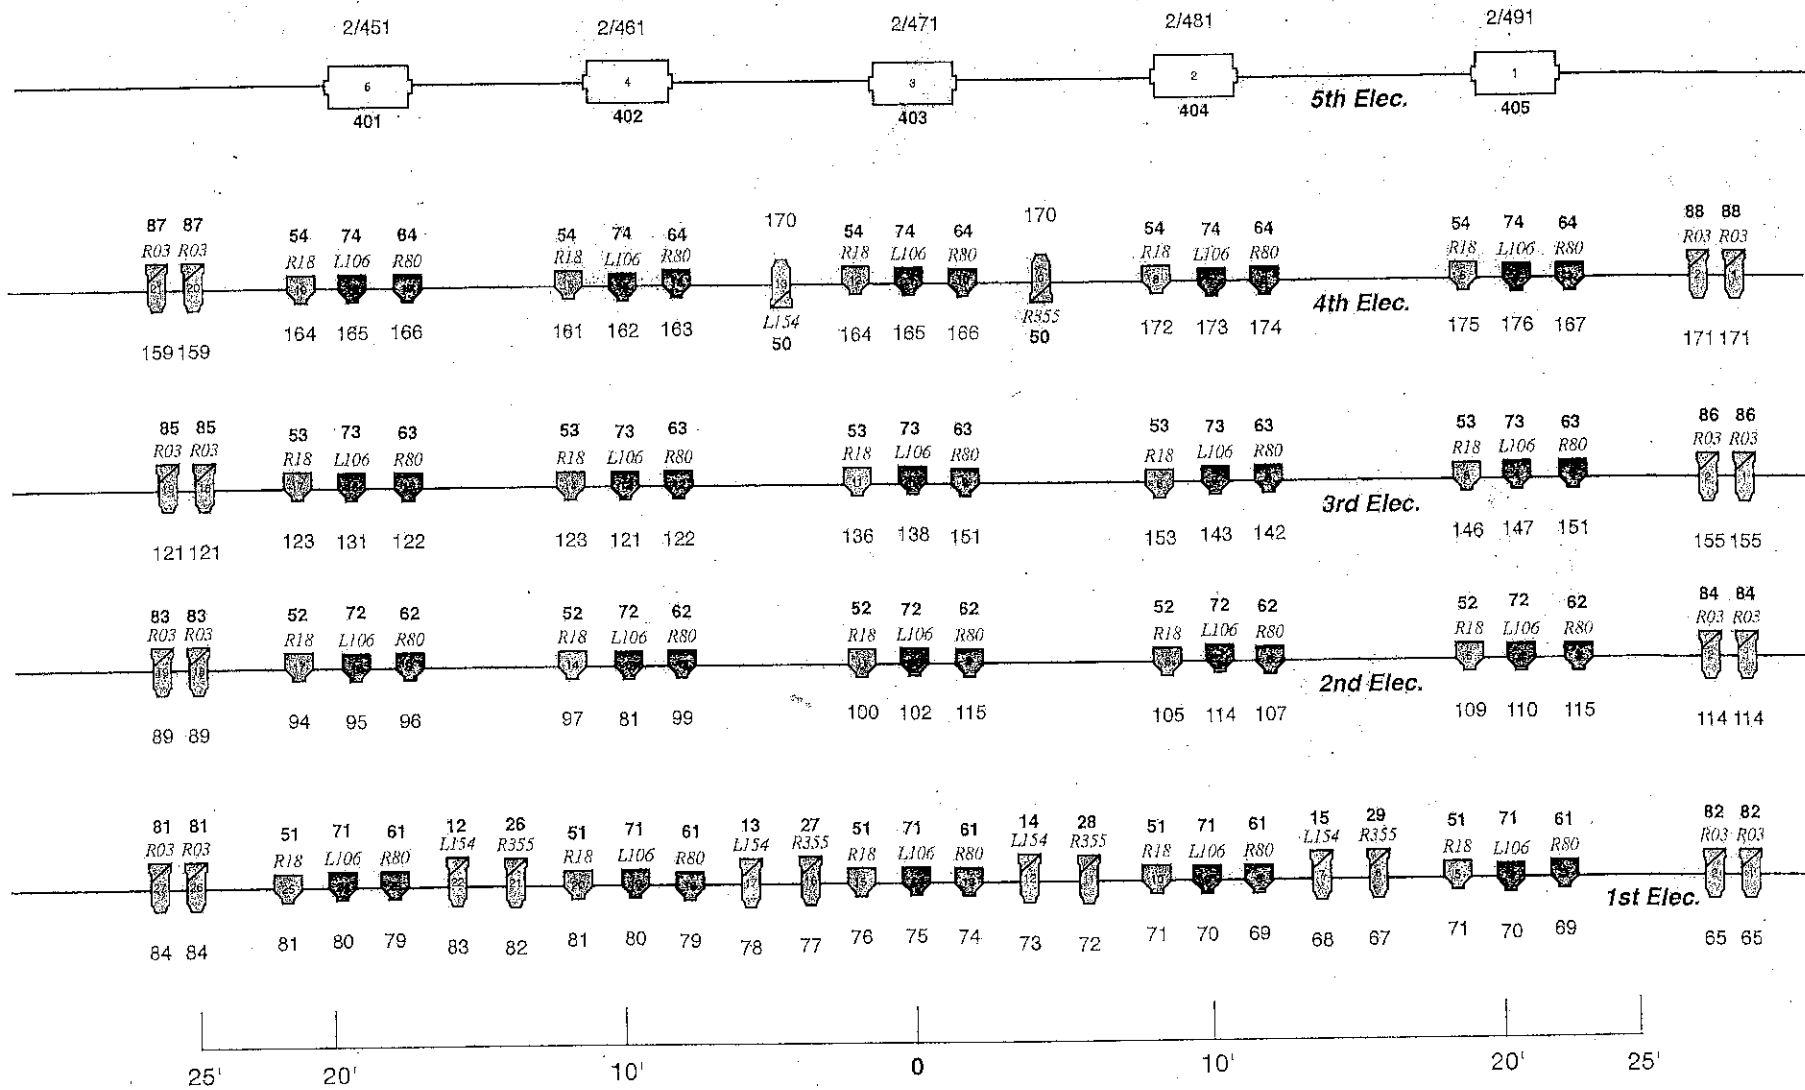 2/451 2/461 2/471 2/481 2/491
4 3 2 1
5th Elec.
401 402 403 404 405
87 87 54 74 64 54 74 64 170 54 74 64 170 54 74 64 54 74 64 88 88
R03 R03 R18 L106 R80 R18 L106 R80 R18 L106 R80 R18 L106 R80 R18 L106 R80 R03 R03
19
4th Elec.
159 159 164 165 166 161 162 163 L154 164 165 166 R355 172 173 174 175 176 167 171 171
50 50
85 85 53 73 63 53 73 63 53 73 63 53 73 63 53 73 63 86 86
R03 R03 R18 L106 R80 R18 L106 R80 R18 L106 R80 R18 L106 R80 R18 L106 R80 R03 R03
3rd Elec.
121 121 123 131 122 123 121 122 136 138 151 153 143 142 146 147 151 155 155
83 83 52 72 62 52 72 62 52 72 62 52 72 62 52 72 62 84 84
R03 R03 R18 L106 R80 R18 L106 R80 R18 L106 R80 R18 L106 R80 R18 L106 R80 R03 R03
2nd Elec.
89 89 94 95 96 97 81 99 100 102 115 105 114 107 109 110 115 114 114
81 81 51 71 61 12 26 51 71 61 13 27 51 71 61 14 28 51 71 61 15 29 51 71 61 82 82
R03 R03 R18 L106 R80 L154 R355 R18 L106 R80 L154 R355 R18 L106 R80 L154 R355 R18 L106 R80 L154 R355 R18 L106 R80 R03 R03
1st Elec.
84 84 81 80 79 83 82 81 80 79 78 77 76 75 74 73 72 71 70 69 68 67 71 70 69 65 65
25' 20' 10' 0 10' 20' 25'